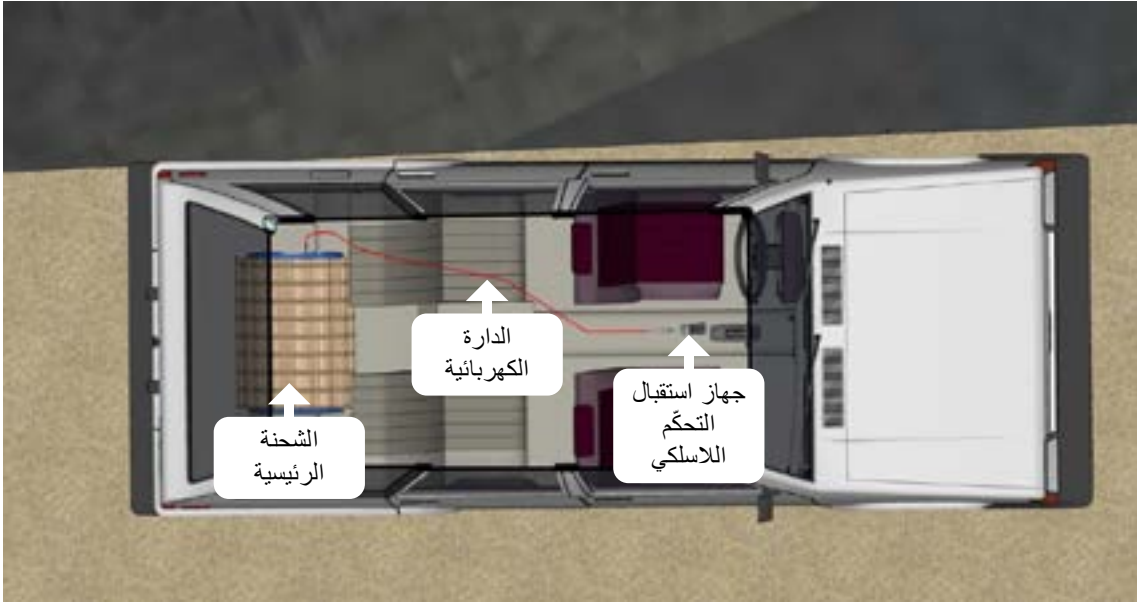 الدارة
الكهربائية
جهاز استقبال
التحكّم
اللاسلكي
الشحنة
الرئيسية